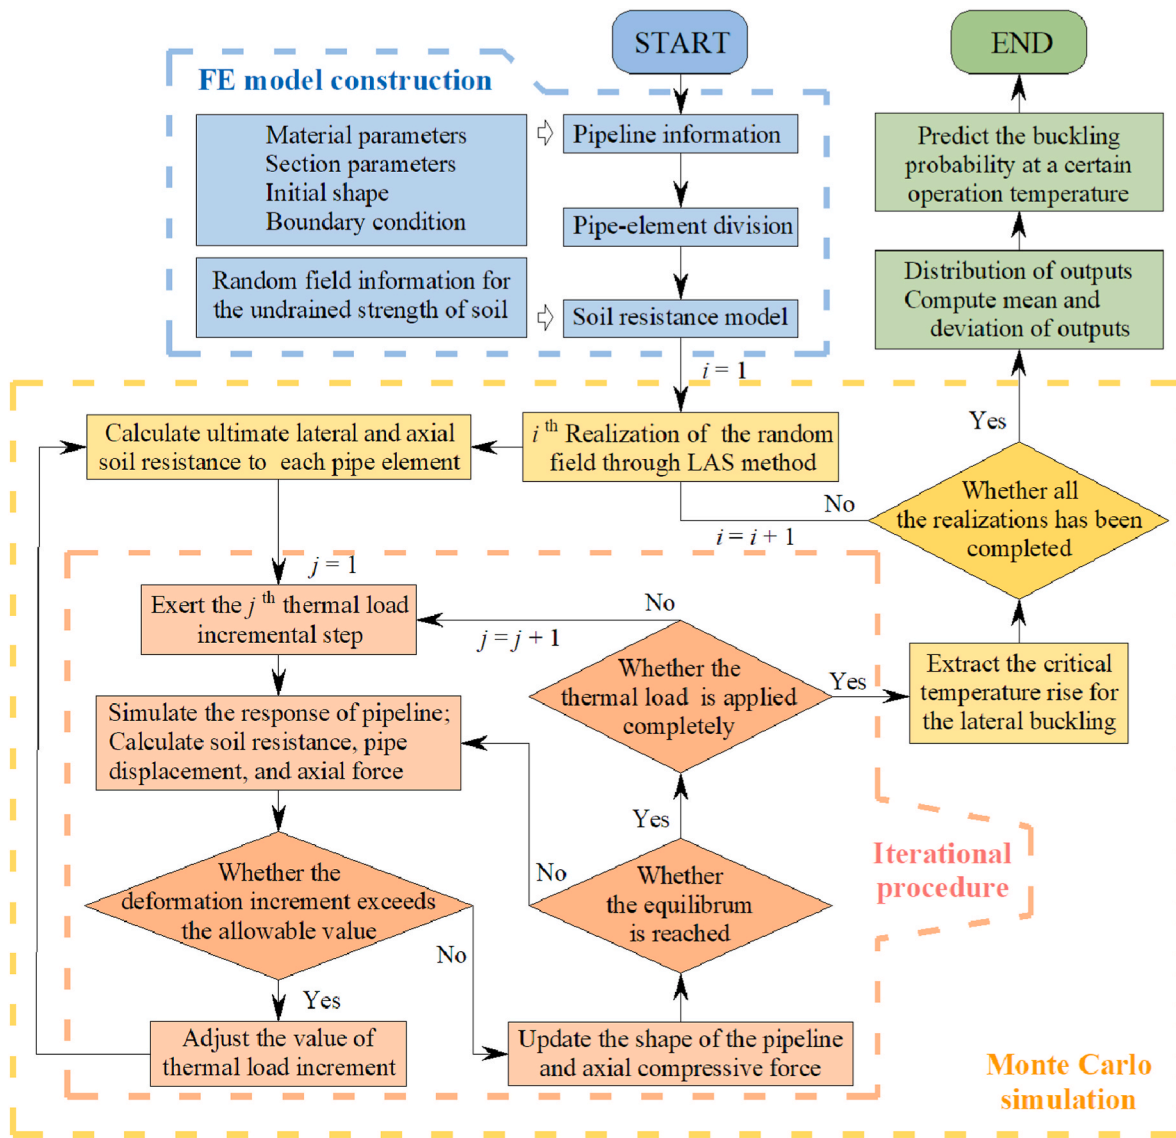 START
END
FE model construction
Material parameters
Section parameters
Initial shape
Boundary condition
Pipeline information
Pipe-element division
Random field information for
the undrained strength of soil
Soil resistance model
Predict the buckling
probability at a certain
operation temperature
Distribution of outputs
Compute mean and
deviation of outputs
i = 1
Yes
Calculate ultimate lateral and axial
soil resistance to each pipe element
i th Realization of the random
field through LAS method
No
i = i + 1
Whether all
the realizations has been
completed
j = 1
Exert the j th thermal load
incremental step
No
j = j + 1
Whether the
thermal load is applied
completely
Yes
Extract the critical
temperature rise for
the lateral buckling
Simulate the response of pipeline;
Calculate soil resistance, pipe
displacement, and axial force
Yes
Whether the
deformation increment exceeds
the allowable value
No
Whether
the equilibrum
is reached
Iterational
procedure
No
Yes
Adjust the value of
thermal load increment
Update the shape of the pipeline
and axial compressive force
Monte Carlo
simulation